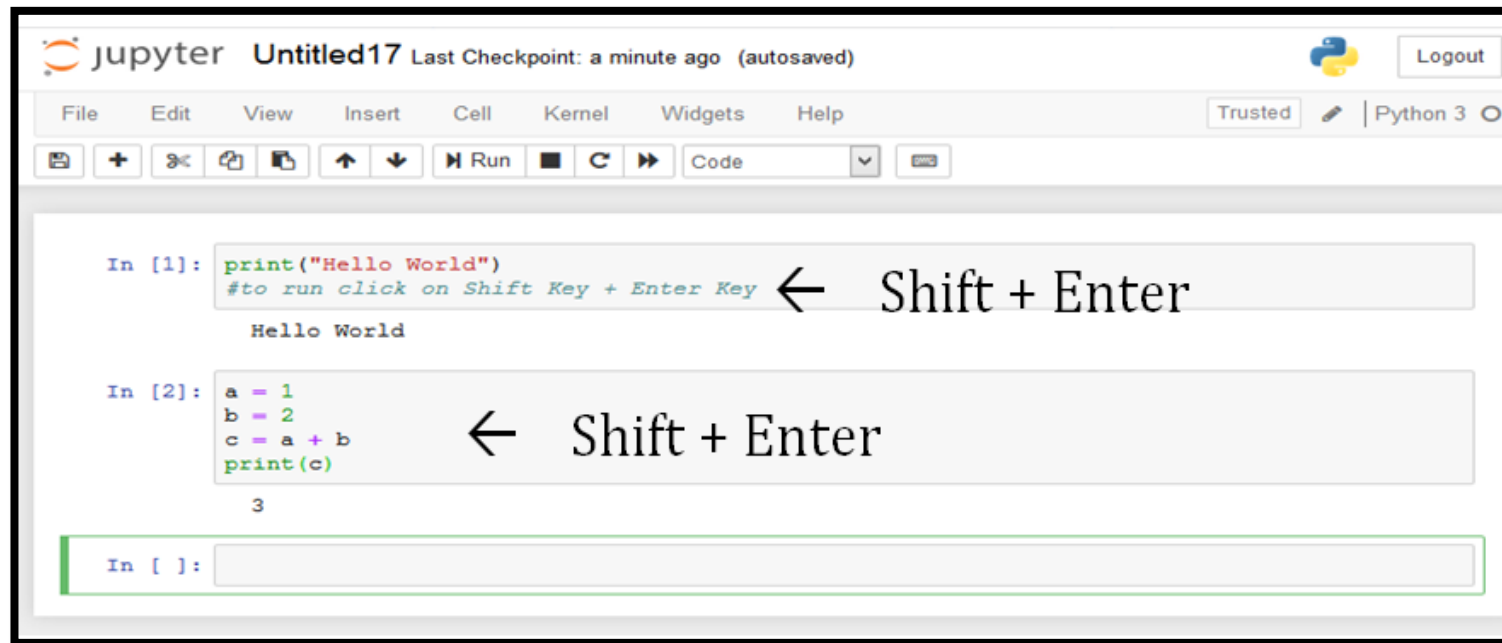 jupyter Untitled17 Last Checkpoint: a minute ago (autosaved) Logout
File Edit View Insert Cell Kernel Widgets Help Trusted Python 3
Run Code
In [1]: print("Hello World")
#to run click on Shift Key + Enter Key ← Shift + Enter
Hello World
In [2]: a = 1
b = 2
c = a + b ← Shift + Enter
print(c)
3
In [ ]: